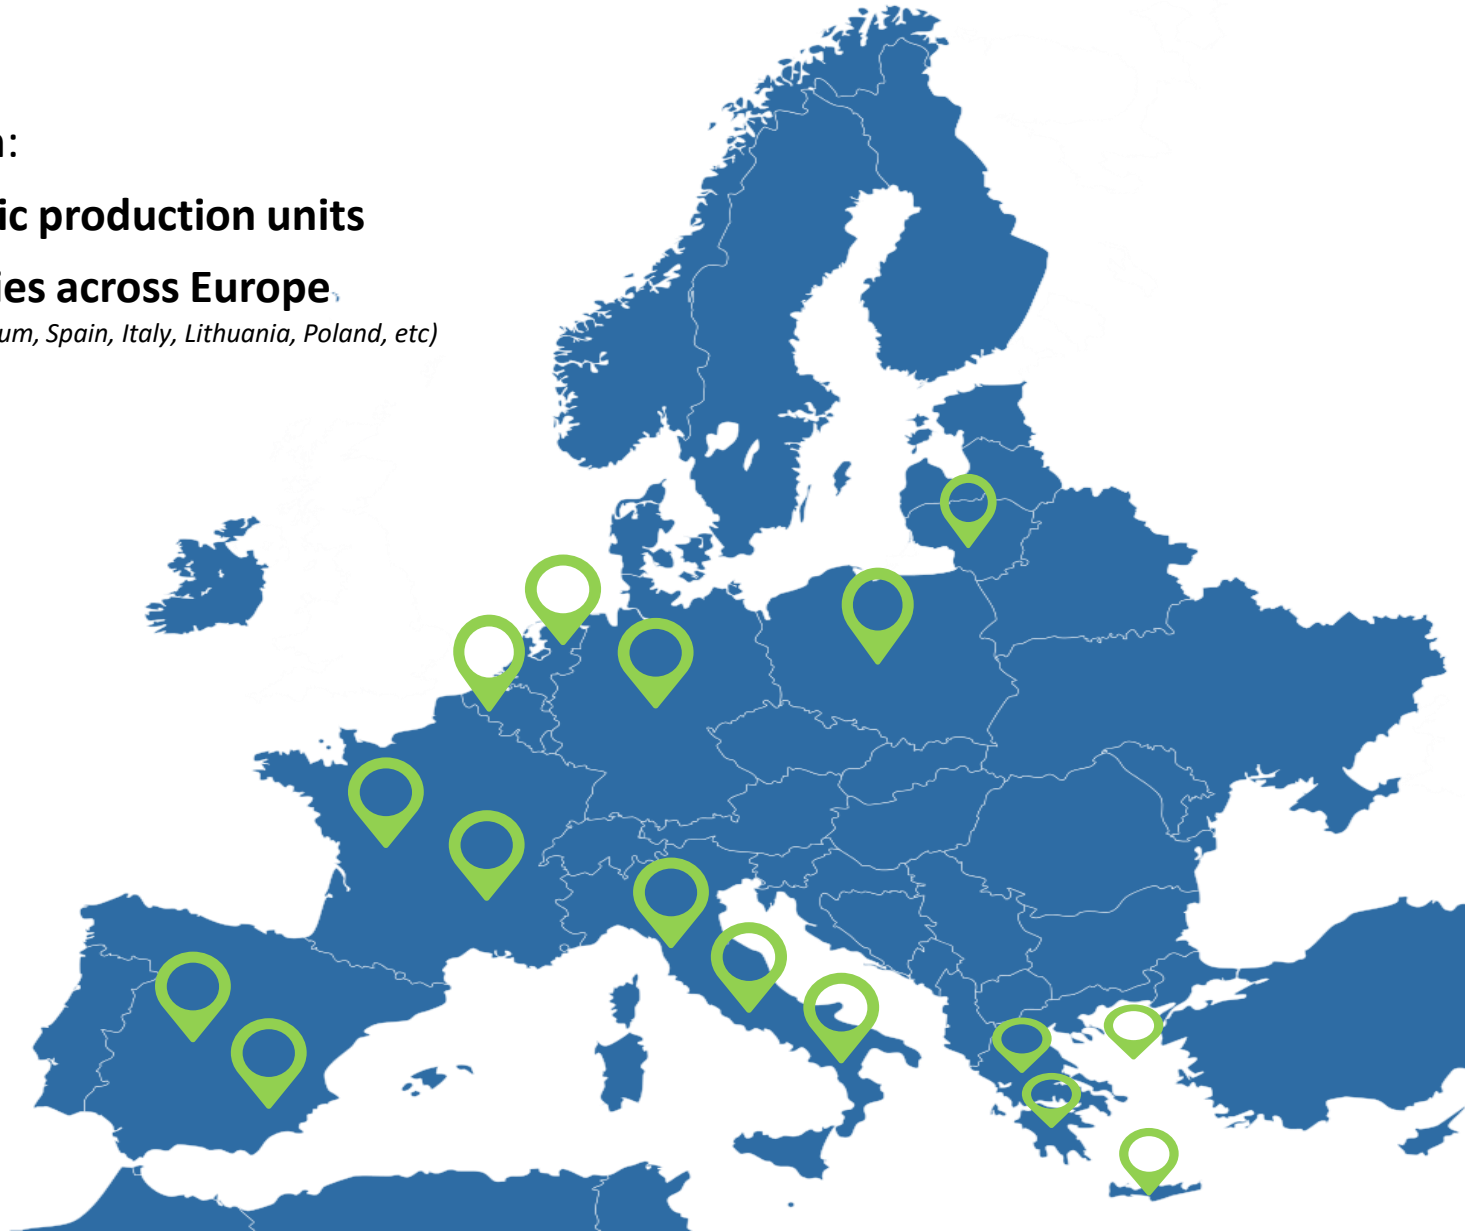 n:
ic production units
ies across Europe
um, Spain, Italy, Lithuania, Poland, etc)